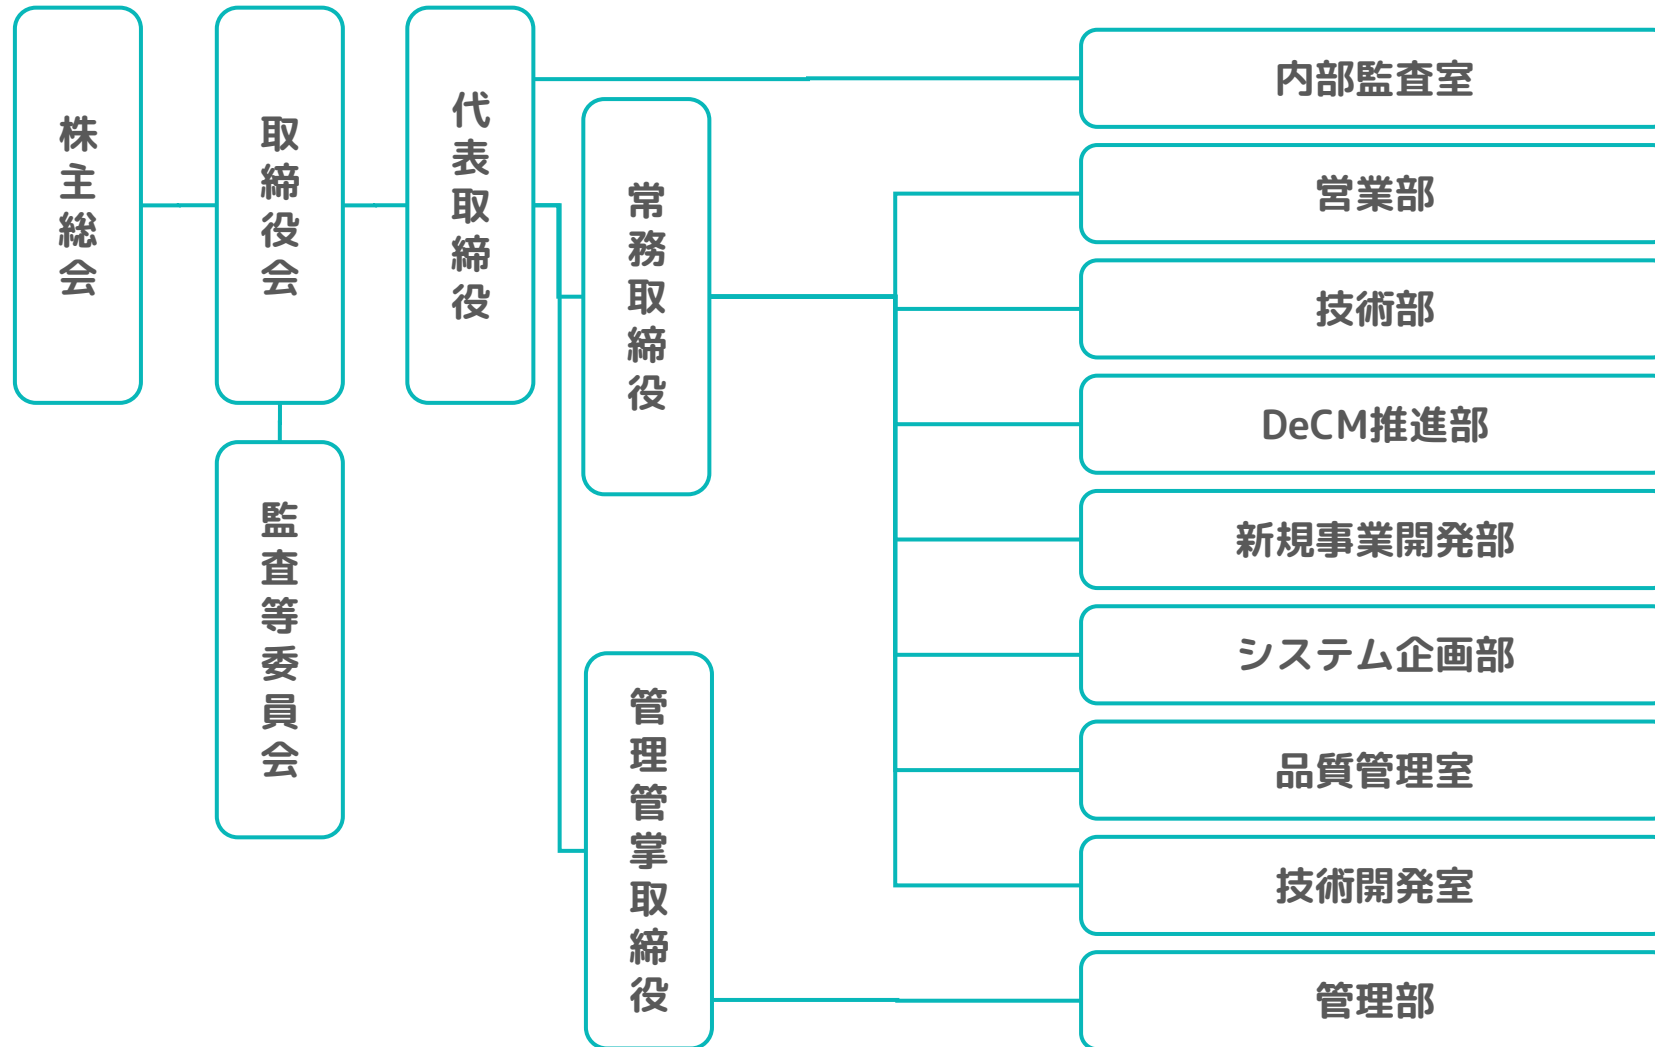 株主総会
取締役会
代表取締役
常務取締役
監査等委員会
管理管掌取締役
内部監査室
営業部
技術部
DeCM推進部
新規事業開発部
システム企画部
品質管理室
技術開発室
管理部